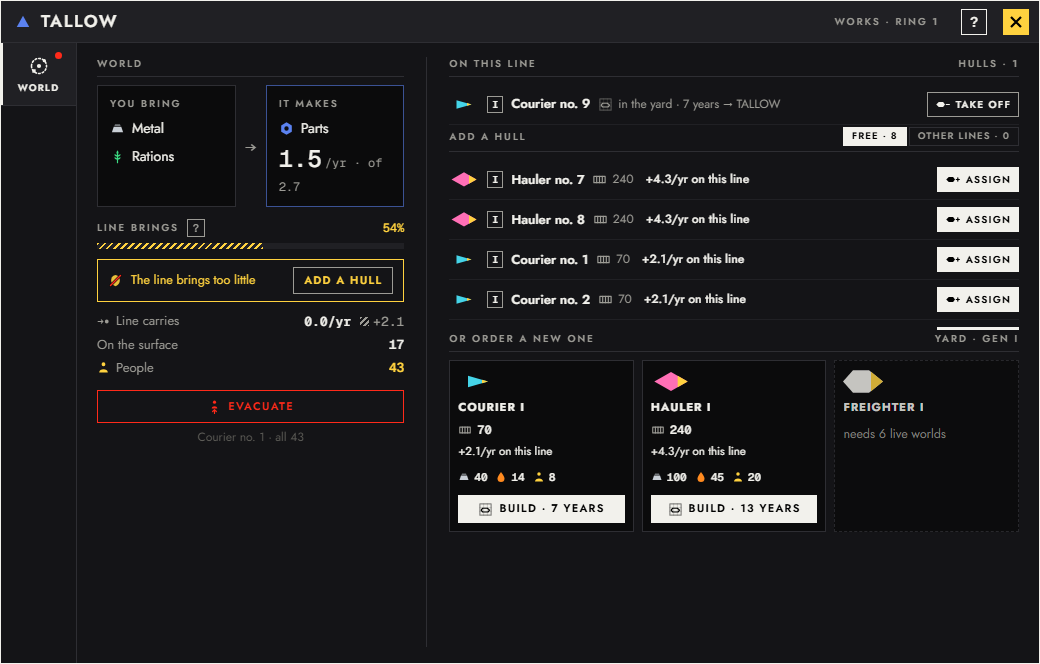 TALLOW
WORKS · RING 1
?
WORLD
WORLD
YOU BRING
Metal
Rations
→
IT MAKES
Parts
1.5 /yr · of
2.7
LINE BRINGS ? 54%
The line brings too little
ADD A HULL
Line carries 0.0/yr +2.1
On the surface 17
People 43
EVACUATE
Courier no. 1 · all 43
ON THIS LINE
HULLS · 1
I Courier no. 9 in the yard · 7 years → TALLOW
TAKE OFF
ADD A HULL
FREE · 8
OTHER LINES · 0
I Hauler no. 7 240 +4.3/yr on this line
ASSIGN
I Hauler no. 8 240 +4.3/yr on this line
ASSIGN
I Courier no. 1 70 +2.1/yr on this line
ASSIGN
I Courier no. 2 70 +2.1/yr on this line
ASSIGN
OR ORDER A NEW ONE
YARD · GEN I
COURIER I
70
+2.1/yr on this line
40 14 8
BUILD · 7 YEARS
HAULER I
240
+4.3/yr on this line
100 45 20
BUILD · 13 YEARS
FREIGHTER I
needs 6 live worlds